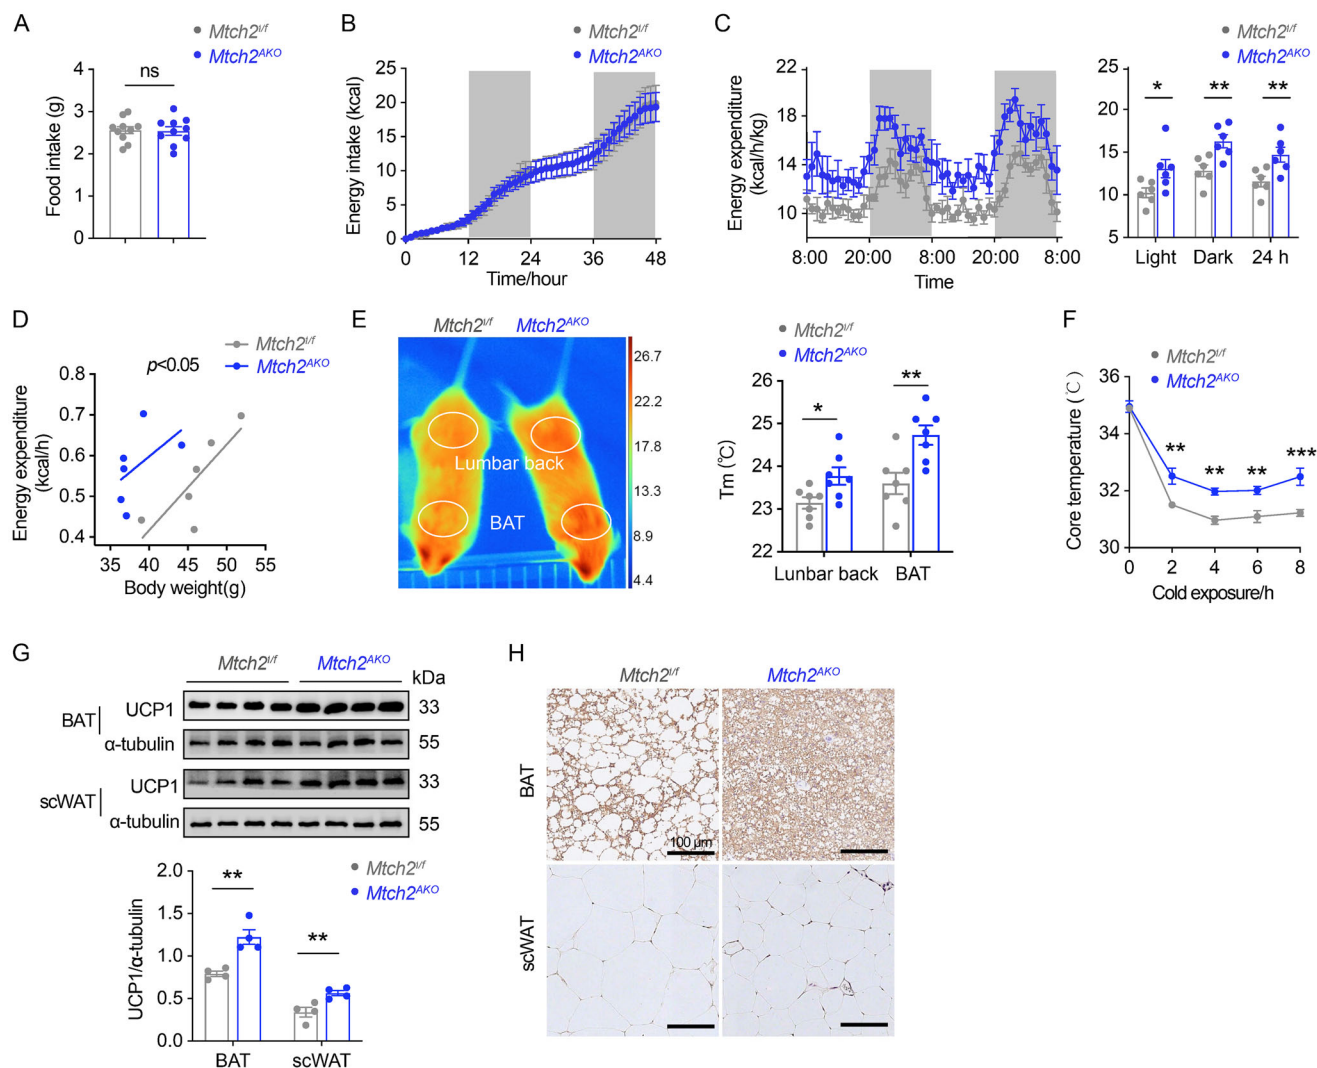 A
Mtch2f/f
Mtch2AKO
ns
Food intake (g)
4
3
2
1
0
B
Mtch2f/f
Mtch2AKO
Energy intake (kcal)
25
20
15
10
5
0
0 12 24 36 48
Time/hour
C
Mtch2f/f
Mtch2AKO
Energy expenditure
(kcal/h/kg)
22
18
14
10
8:00 20:00 8:00 20:00 8:00
Time
25
20
15
10
5
* ** **
Light Dark 24 h
D
Mtch2f/f
Mtch2AKO
p<0.05
Energy expenditure
(kcal/h)
0.8
0.7
0.6
0.5
0.4
35 40 45 50 55
Body weight(g)
E
Mtch2f/f Mtch2AKO
Lumbar back
BAT
26.7
22.2
17.8
13.3
8.9
4.4
Mtch2f/f
Mtch2AKO
Tm (℃)
26
25
24
23
22
* **
Lunbar back BAT
F
Mtch2f/f
Mtch2AKO
Core temperature (℃)
36
34
32
30
** ** ** ***
0 2 4 6 8
Cold exposure/h
G
Mtch2f/f Mtch2AKO
kDa
BAT
UCP1 33
α-tubulin 55
scWAT
UCP1 33
α-tubulin 55
Mtch2f/f
Mtch2AKO
UCP1/α-tubulin
2.0
1.5
1.0
0.5
0.0
** **
BAT scWAT
H
Mtch2f/f Mtch2AKO
BAT
100 μm
scWAT